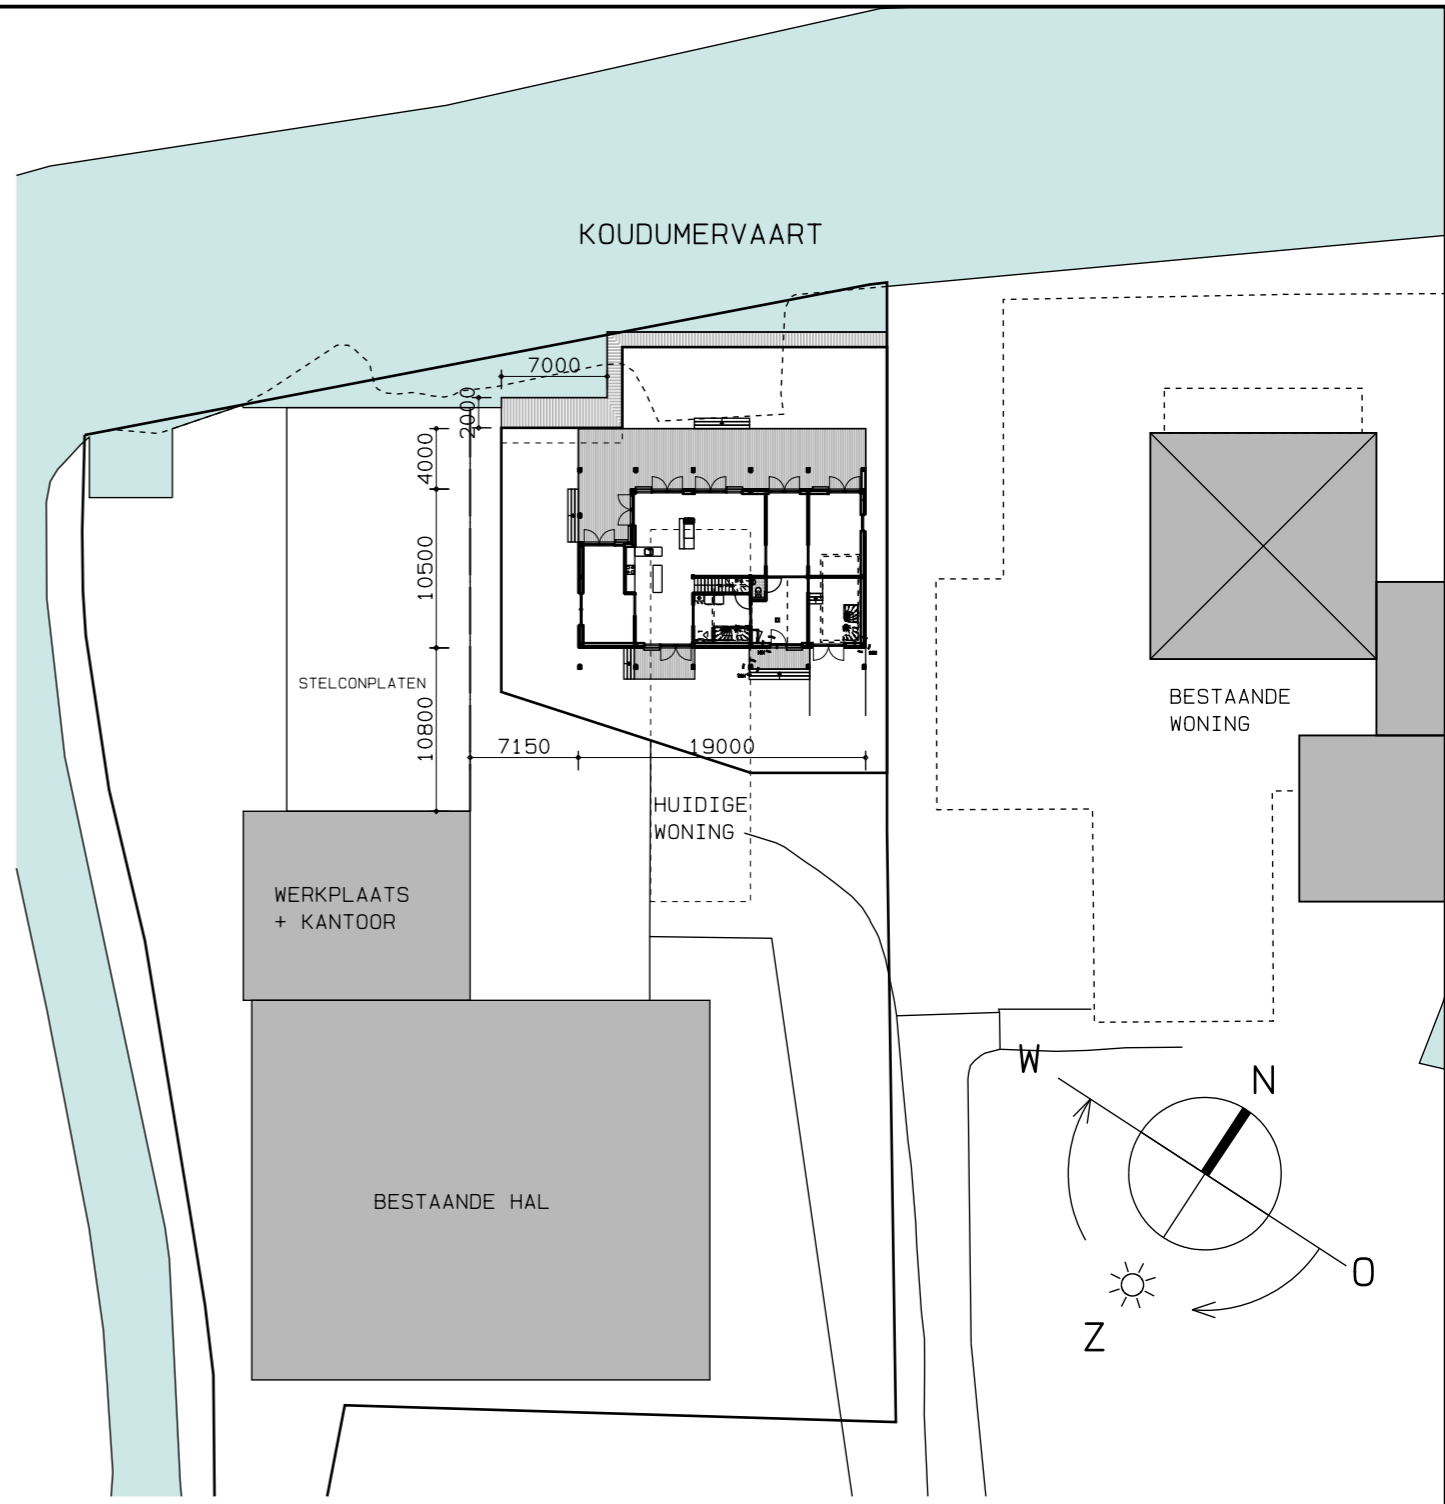 KOUDUMERVAART
7000
2000
4000
10500
STELCONPLATEN
10800
7150
19000
BESTAANDE
WONING
HUIDIGE
WONING
WERKPLAATS
+ KANTOOR
BESTAANDE HAL
W
N
O
Z